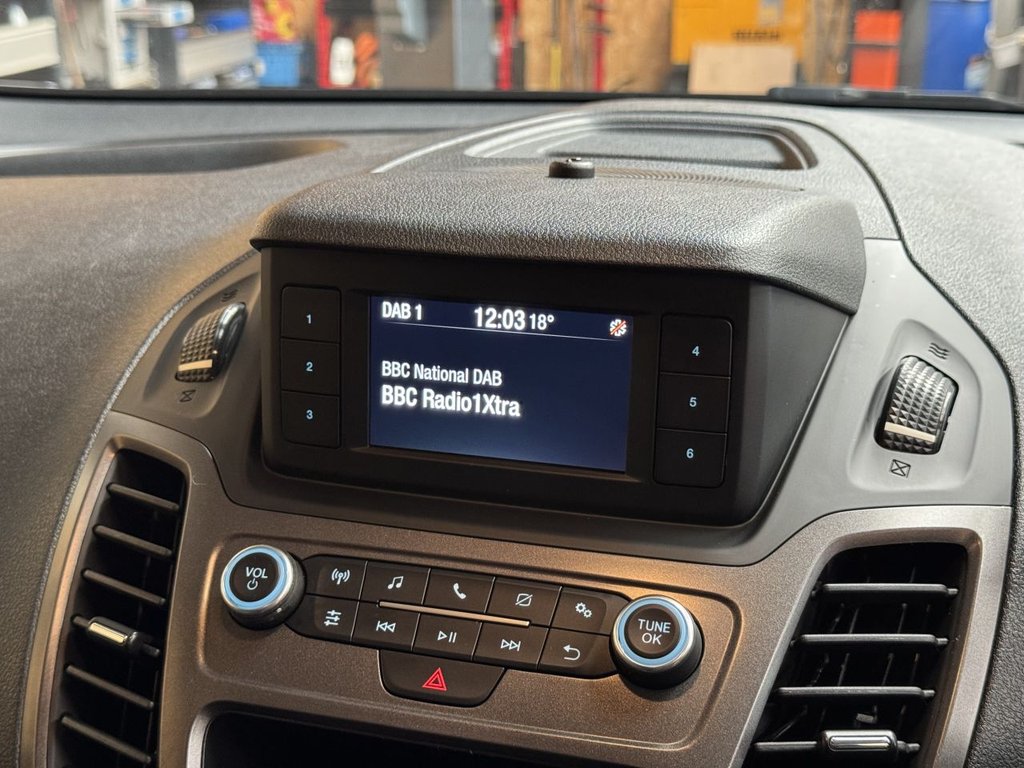 DAB 1 12:03 18°
BBC National DAB
BBC Radio1Xtra
1
2
3
4
5
6
VOL
TUNE
OK